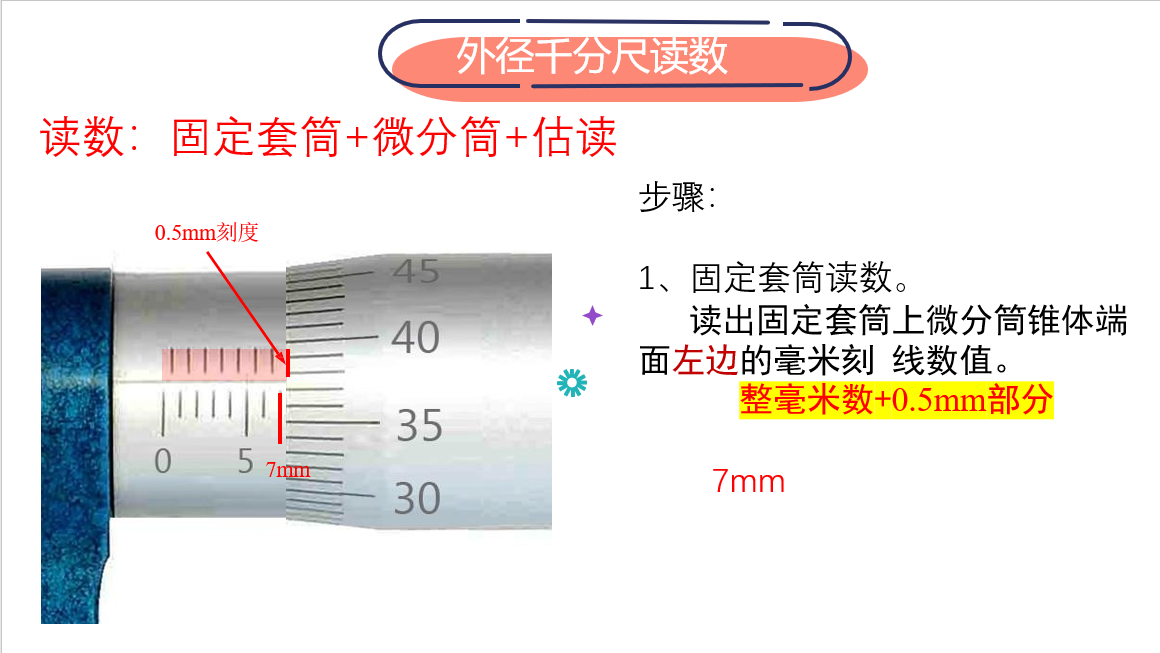 外径千分尺读数
读数：固定套筒+微分筒+估读
步骤：
0.5mm刻度
1、固定套筒读数。
读出固定套筒上微分筒锥体端
面左边的毫米刻 线数值。
整毫米数+0.5mm部分
7mm
45
40
35
30
0
5
7mm